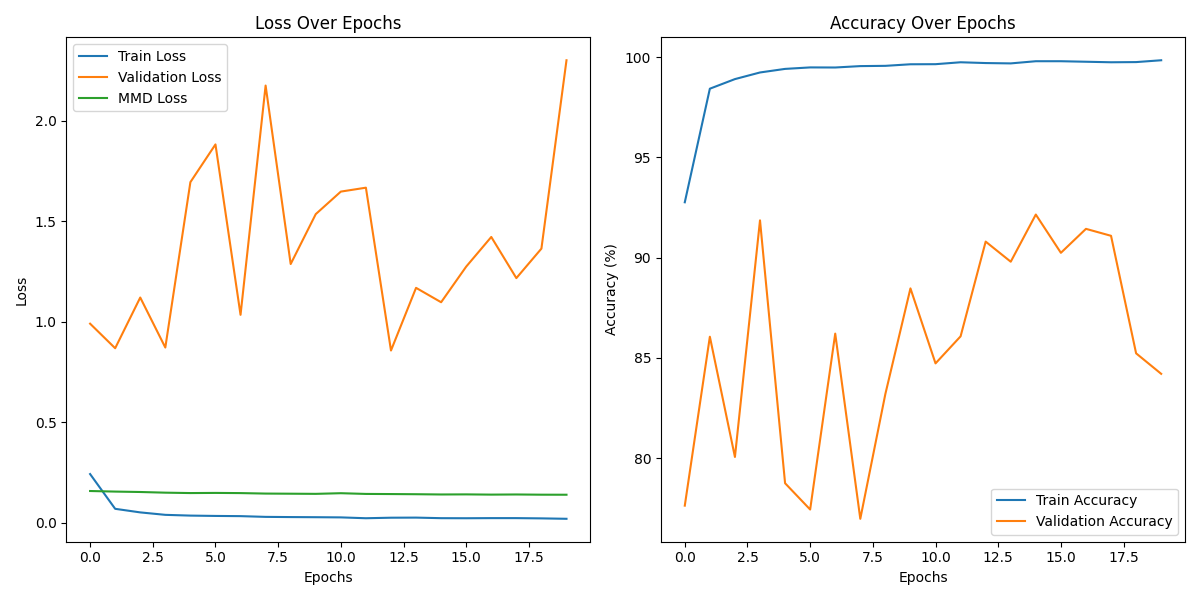 Loss Over Epochs
Train Loss
Validation Loss
MMD Loss
2.0
1.5
1.0
0.5
0.0
Loss
0.0 2.5 5.0 7.5 10.0 12.5 15.0 17.5
Epochs
Accuracy Over Epochs
100
95
90
85
80
Accuracy (%)
Train Accuracy
Validation Accuracy
0.0 2.5 5.0 7.5 10.0 12.5 15.0 17.5
Epochs